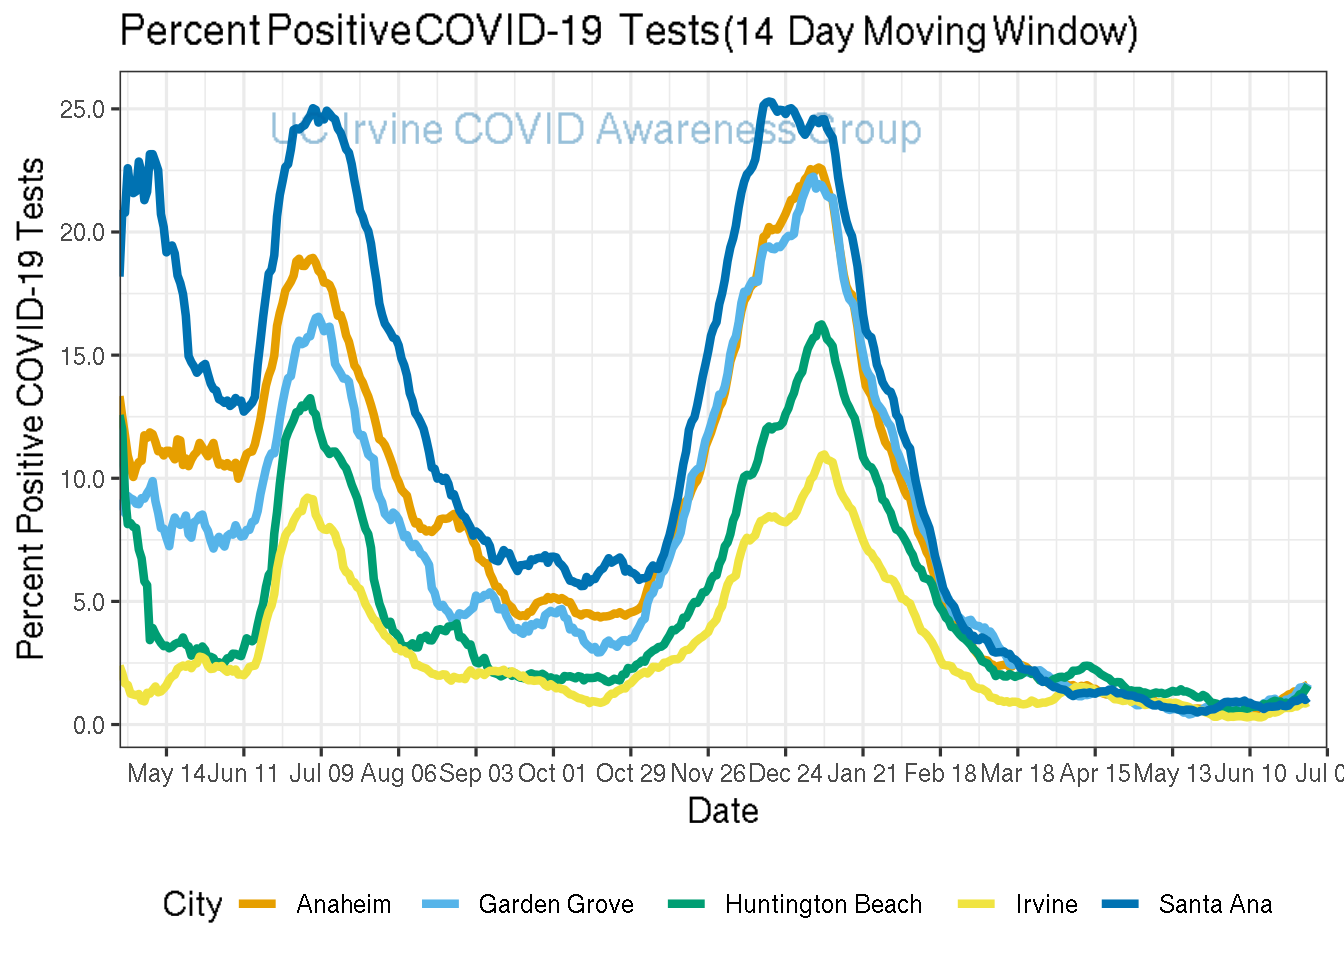 Percent Positive COVID-19 Tests(14 Day Moving Window)
UC Irvine COVID Awareness Group
Percent Positive COVID-19 Tests
25.0
20.0
15.0
10.0
5.0
0.0
May 14 Jun 11 Jul 09 Aug 06 Sep 03 Oct 01 Oct 29 Nov 26 Dec 24 Jan 21 Feb 18 Mar 18 Apr 15 May 13 Jun 10 Jul 0
Date
City Anaheim Garden Grove Huntington Beach Irvine Santa Ana